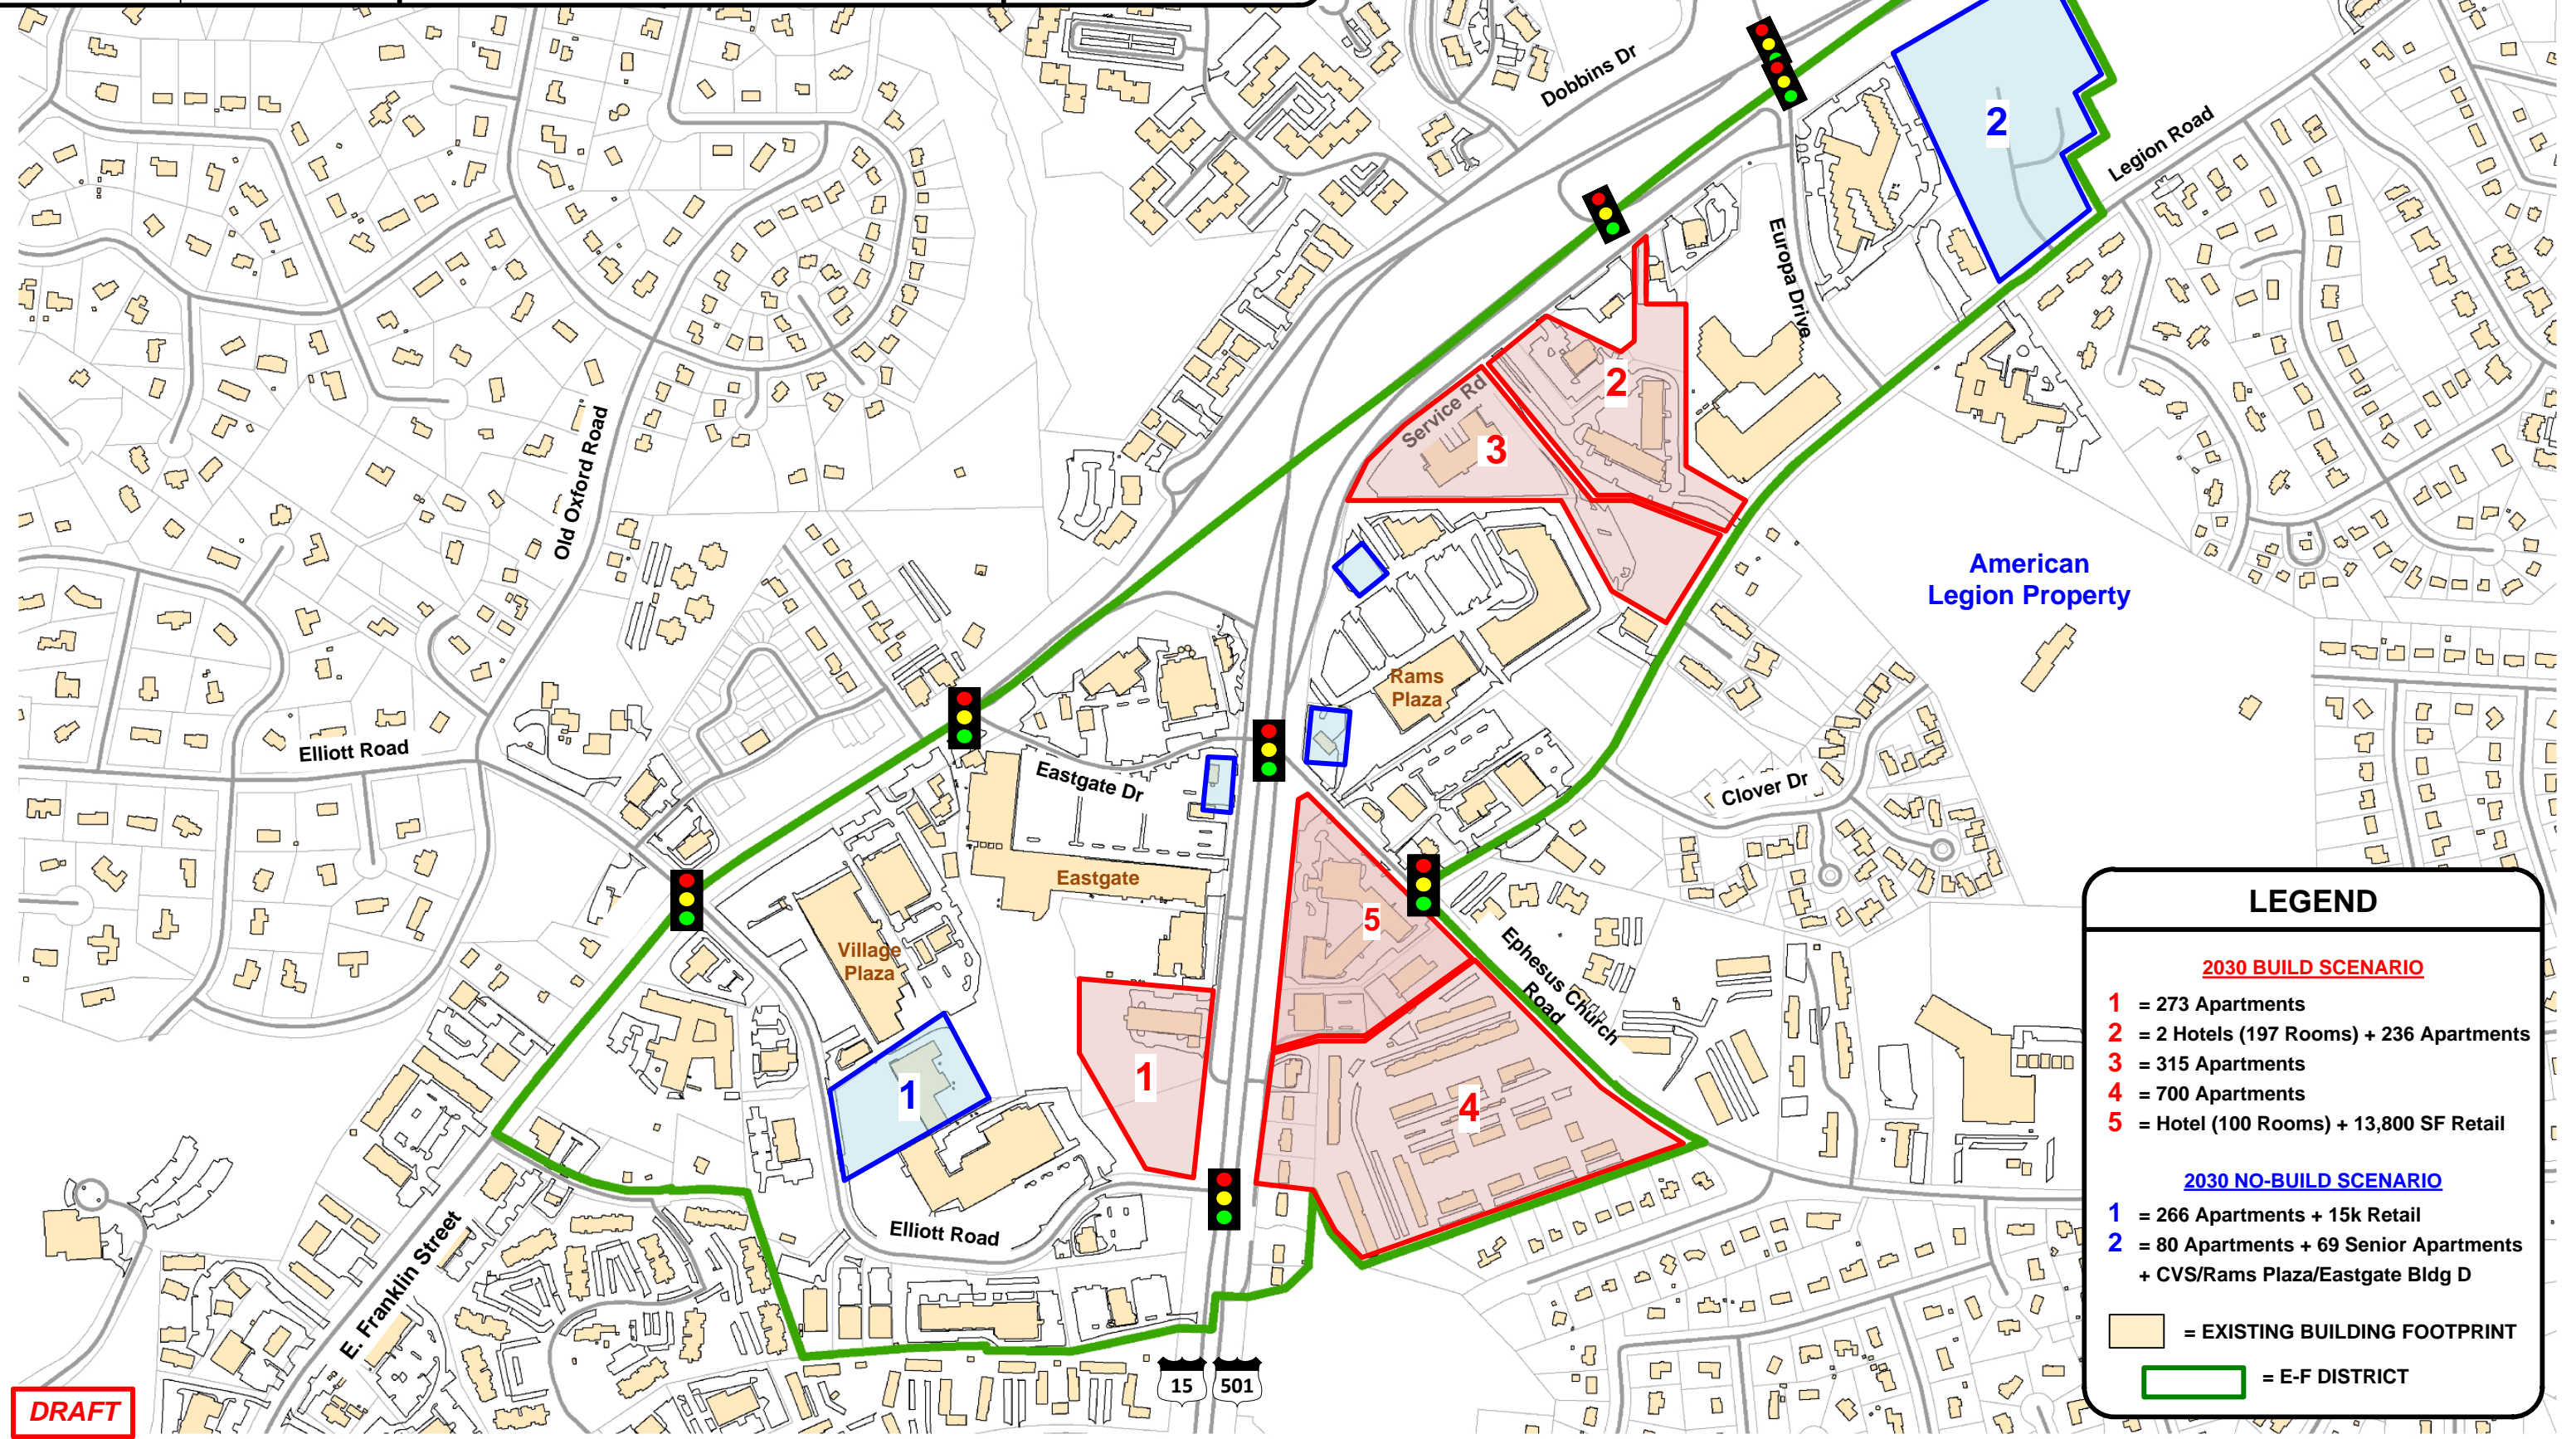 Dobbins Dr
2
Legion Road
Europa Drive
2
Service Rd
3
Old Oxford Road
American
Legion Property
Rams
Plaza
Elliott Road
Eastgate Dr
Clover Dr
Eastgate
5
Village
Plaza
Ephesus Church
Road
1
1
4
Elliott Road
E. Franklin Street
15
501
DRAFT
LEGEND
2030 BUILD SCENARIO
1 = 273 Apartments
2 = 2 Hotels (197 Rooms) + 236 Apartments
3 = 315 Apartments
4 = 700 Apartments
5 = Hotel (100 Rooms) + 13,800 SF Retail
2030 NO-BUILD SCENARIO
1 = 266 Apartments + 15k Retail
2 = 80 Apartments + 69 Senior Apartments
+ CVS/Rams Plaza/Eastgate Bldg D
= EXISTING BUILDING FOOTPRINT
= E-F DISTRICT